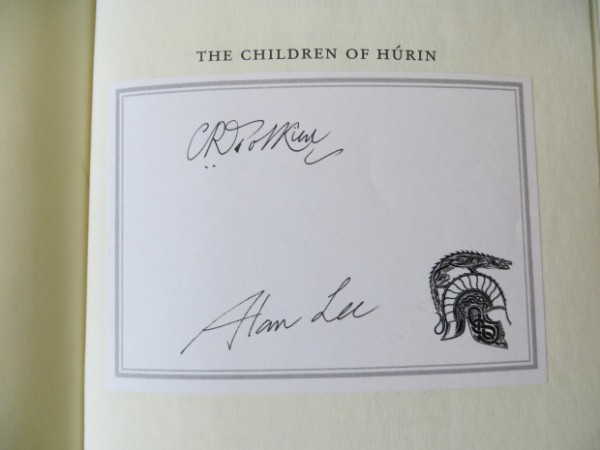 THE CHILDREN OF HÚRIN
CRTolkien
Alan Lee